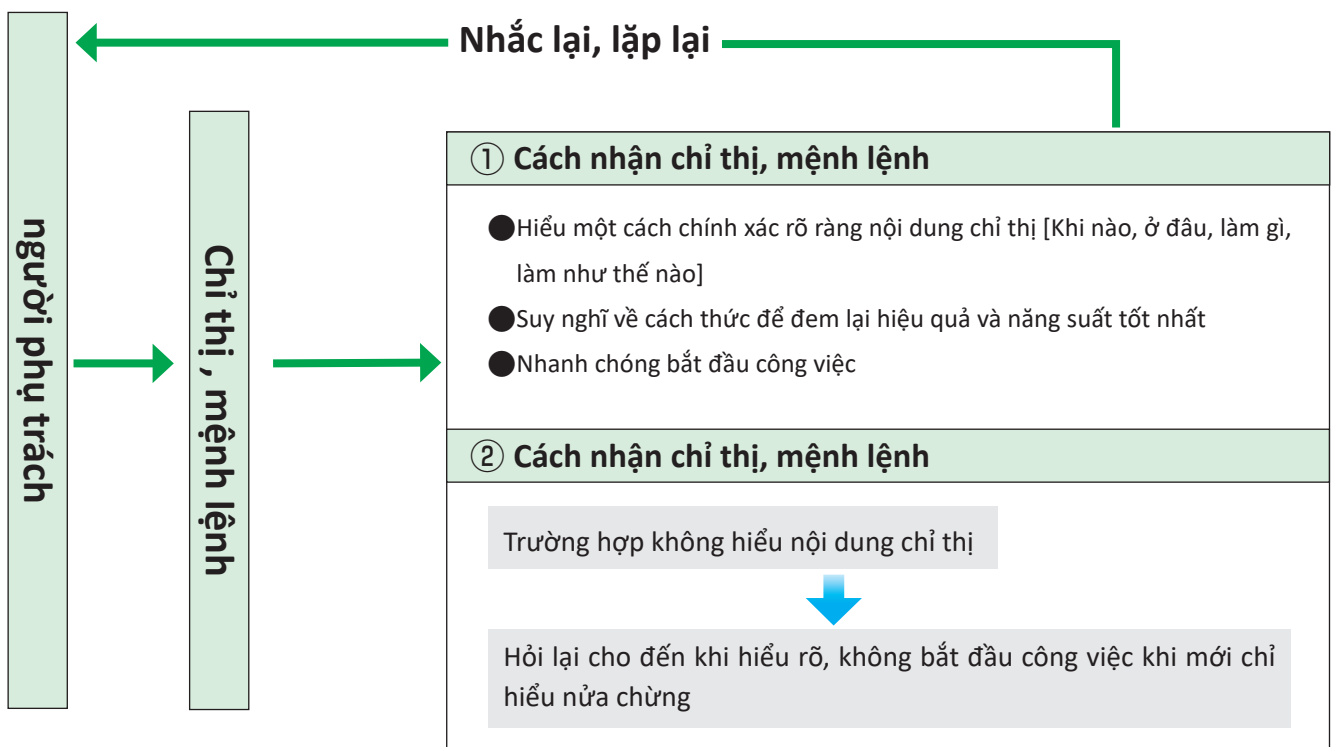 Nhắc lại, lặp lại
người phụ trách
Chỉ thị , mệnh lệnh
① Cách nhận chỉ thị, mệnh lệnh
●Hiểu một cách chính xác rõ ràng nội dung chỉ thị [Khi nào, ở đâu, làm gì,
làm như thế nào]
●Suy nghĩ về cách thức để đem lại hiệu quả và năng suất tốt nhất
●Nhanh chóng bắt đầu công việc
② Cách nhận chỉ thị, mệnh lệnh
Trường hợp không hiểu nội dung chỉ thị
Hỏi lại cho đến khi hiểu rõ, không bắt đầu công việc khi mới chỉ
hiểu nửa chừng